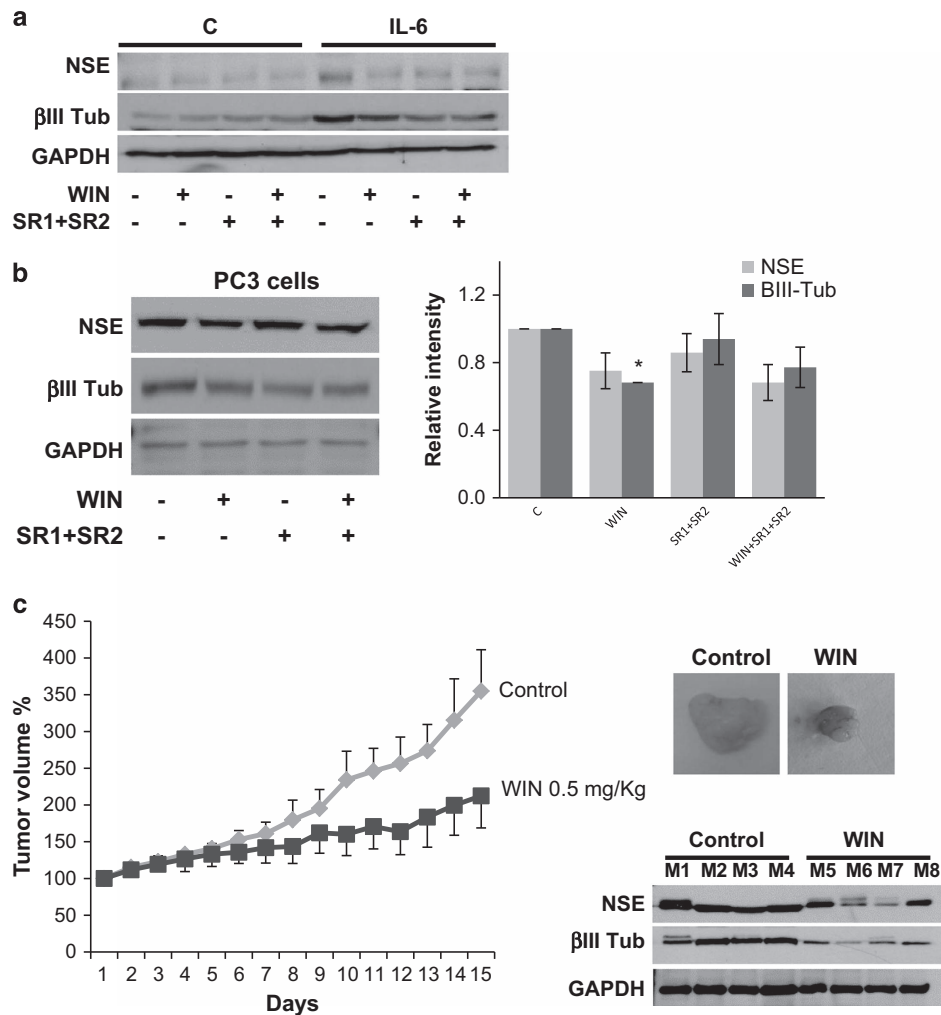 a
C IL-6
NSE
βIII Tub
GAPDH
WIN - + - + - + - +
SR1+SR2 - - + + - - + +
b
PC3 cells
NSE
βIII Tub
GAPDH
WIN - + - +
SR1+SR2 - - + +
NSE
BIII-Tub
Relative intensity
1.2
0.8
0.4
0.0
*
C WIN SR1+SR2 WIN+SR1+SR2
c
Tumor volume %
450
400
350
300
250
200
150
100
50
0
Control
WIN 0.5 mg/Kg
1 2 3 4 5 6 7 8 9 10 11 12 13 14 15
Days
Control WIN
Control WIN
M1 M2 M3 M4 M5 M6 M7 M8
NSE
βIII Tub
GAPDH